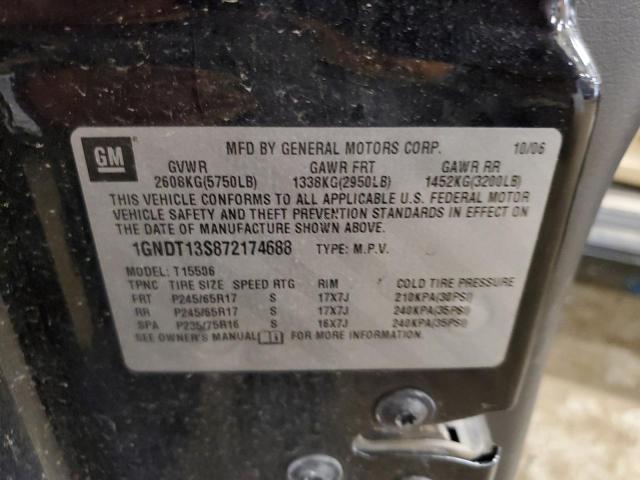 GM
MFD BY GENERAL MOTORS CORP. 10/06
GVWR GAWR FRT GAWR RR
2608KG(5750LB) 1338KG(2950LB) 1452KG(3200LB)
THIS VEHICLE CONFORMS TO ALL APPLICABLE U.S. FEDERAL MOTOR
VEHICLE SAFETY AND THEFT PREVENTION STANDARDS IN EFFECT ON
THE DATE OF MANUFACTURE SHOWN ABOVE.
1GNDT13S872174688 TYPE: M.P.V.
MODEL: T15506
TPNC TIRE SIZE SPEED RTG RIM COLD TIRE PRESSURE
FRT P245/65R17 S 17X7J 210KPA(30PSI)
RR P245/65R17 S 17X7J 240KPA(35PSI)
SPA P235/75R16 S 16X7J 240KPA(35PSI)
SEE OWNER'S MANUAL FOR MORE INFORMATION.